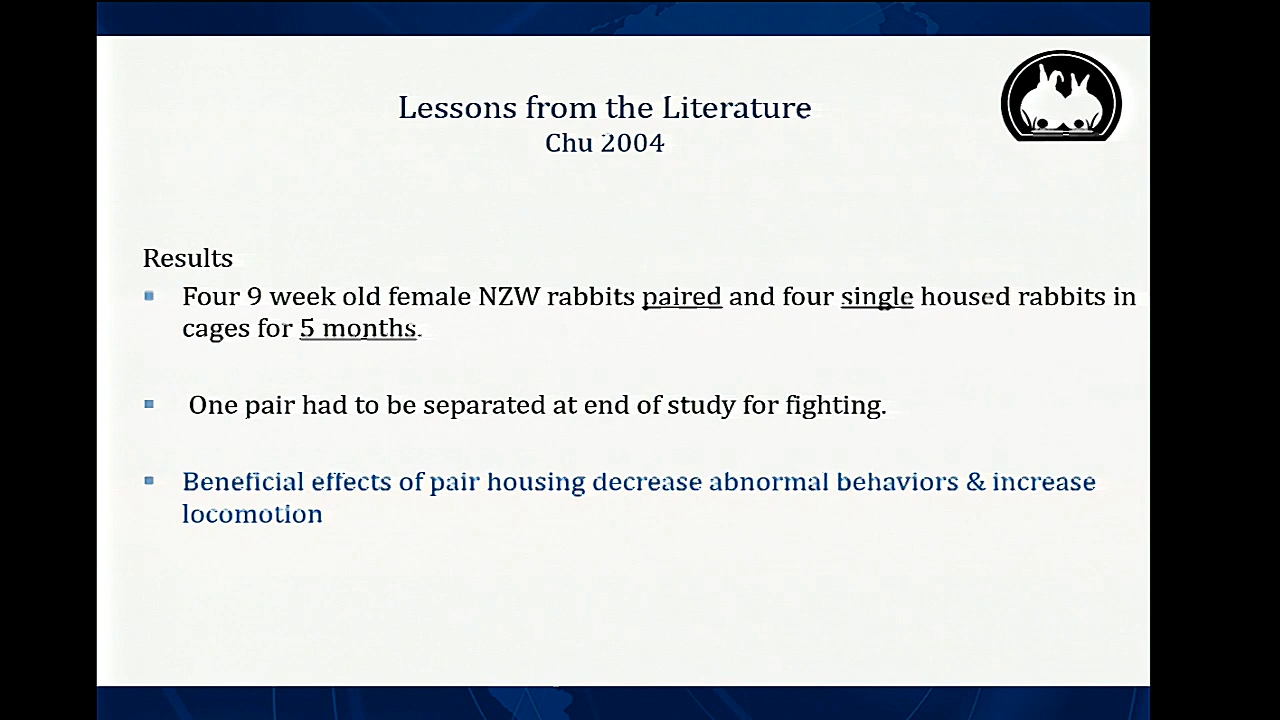 Lessons from the Literature
Chu 2004
Results
Four 9 week old female NZW rabbits paired and four single housed rabbits in
cages for 5 months.
One pair had to be separated at end of study for fighting.
Beneficial effects of pair housing decrease abnormal behaviors & increase
locomotion